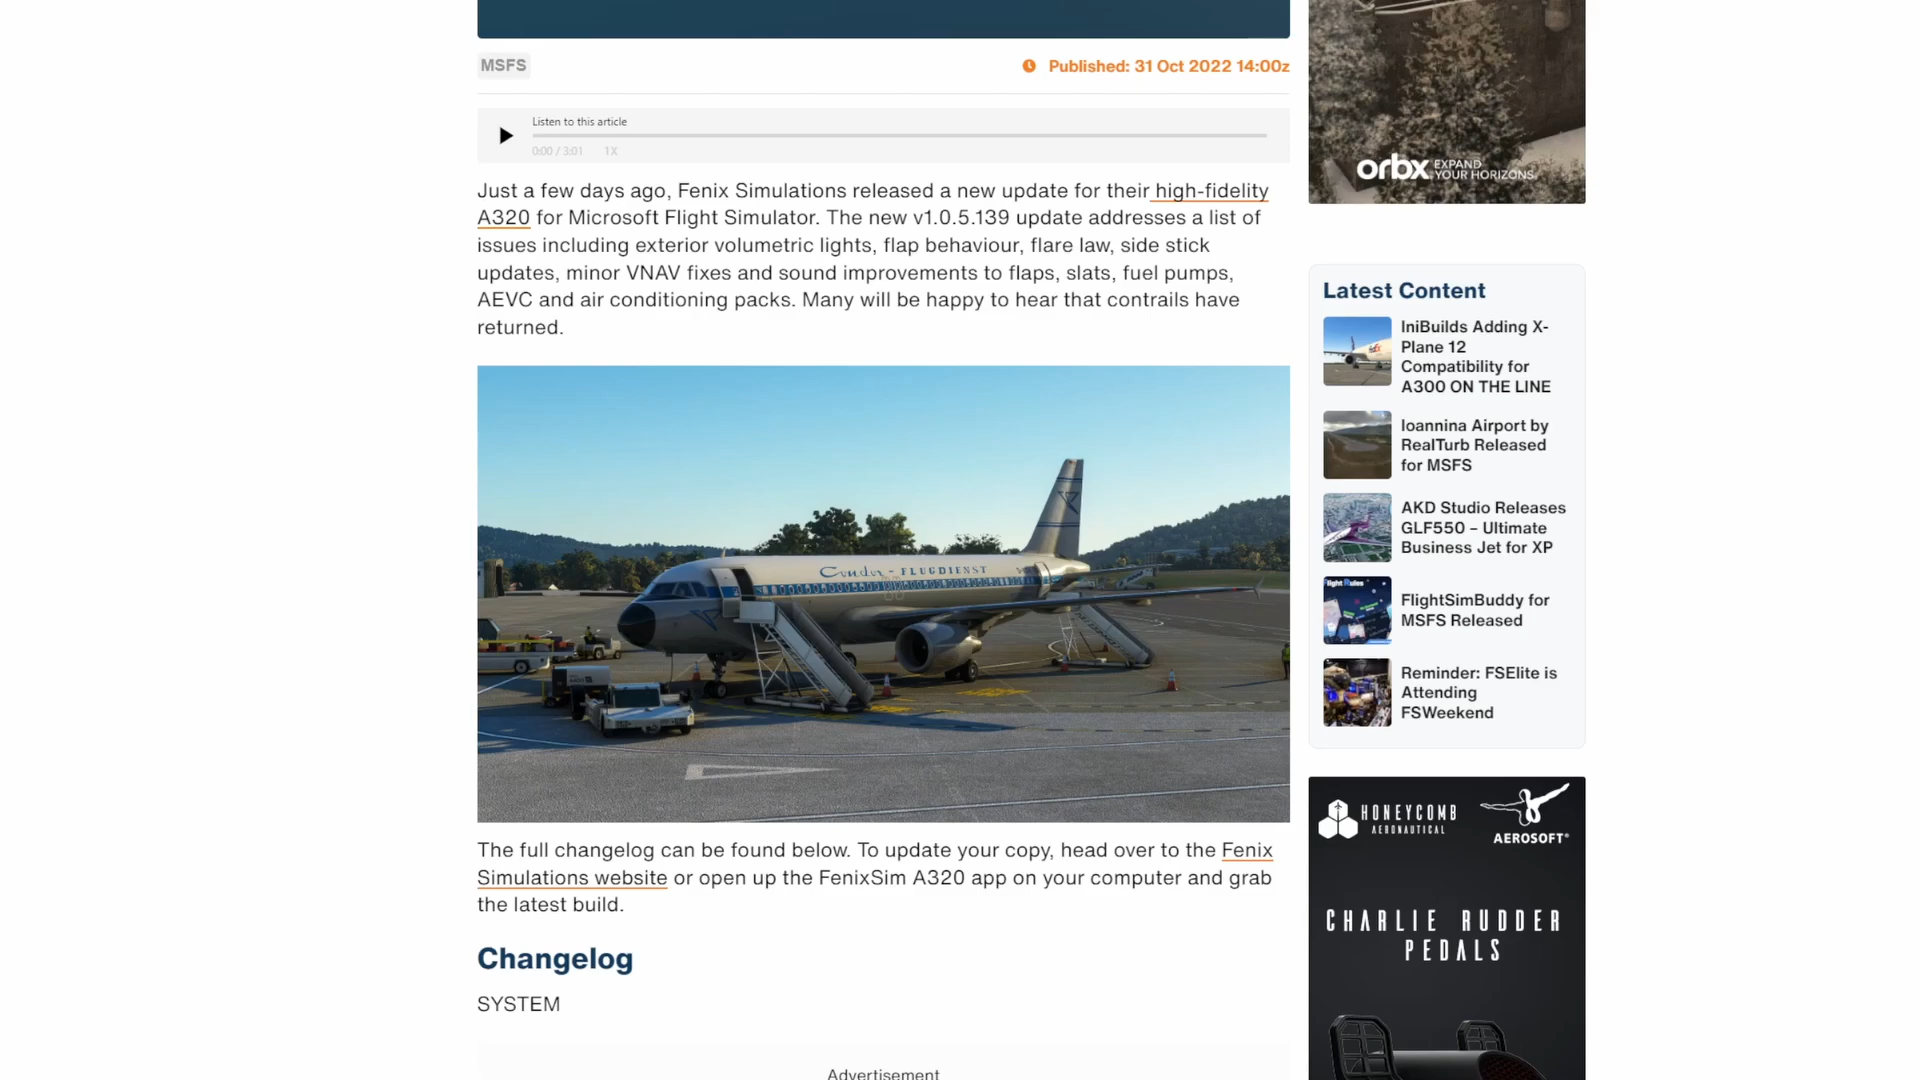 MSFS
Published: 31 Oct 2022 14:00z
Listen to this article
0:00 / 3:01 1X
Just a few days ago, Fenix Simulations released a new update for their high-fidelity
A320 for Microsoft Flight Simulator. The new v1.0.5.139 update addresses a list of
issues including exterior volumetric lights, flap behaviour, flare law, side stick
updates, minor VNAV fixes and sound improvements to flaps, slats, fuel pumps,
AEVC and air conditioning packs. Many will be happy to hear that contrails have
returned.
Condor - FLUGDIENST
The full changelog can be found below. To update your copy, head over to the Fenix
Simulations website or open up the FenixSim A320 app on your computer and grab
the latest build.
Changelog
SYSTEM
Advertisement
orbx EXPAND
YOUR HORIZONS
Latest Content
IniBuilds Adding X-
Plane 12
Compatibility for
A300 ON THE LINE
Ioannina Airport by
RealTurb Released
for MSFS
AKD Studio Releases
GLF550 – Ultimate
Business Jet for XP
FlightSimBuddy for
MSFS Released
Reminder: FSElite is
Attending
FSWeekend
HONEYCOMB
AERONAUTICAL
AEROSOFT®
CHARLIE RUDDER
PEDALS